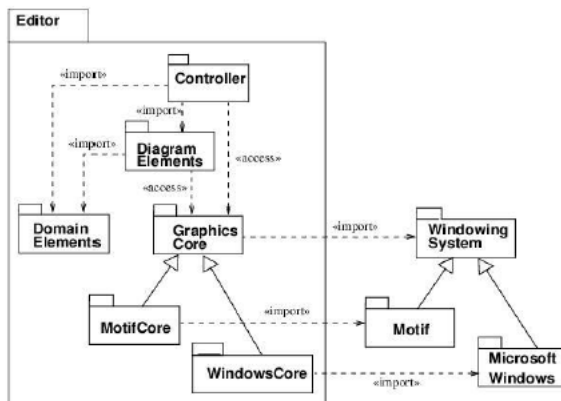 Editor
«import»
Controller
«import»
«import»
Diagram
Elements
«access»
«access»
Domain
Elements
Graphics
Core
«import»
Windowing
System
MotifCore
«import»
Motif
WindowsCore
«import»
Microsoft
Windows